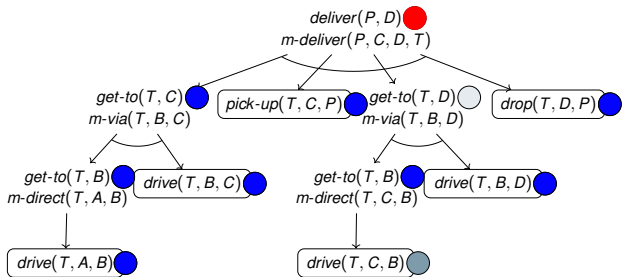 deliver(P, D)
m-deliver(P, C, D, T)
get-to(T, C)
m-via(T, B, C)
pick-up(T, C, P)
get-to(T, D)
m-via(T, B, D)
drop(T, D, P)
get-to(T, B)
m-direct(T, A, B)
drive(T, B, C)
get-to(T, B)
m-direct(T, C, B)
drive(T, B, D)
drive(T, A, B)
drive(T, C, B)